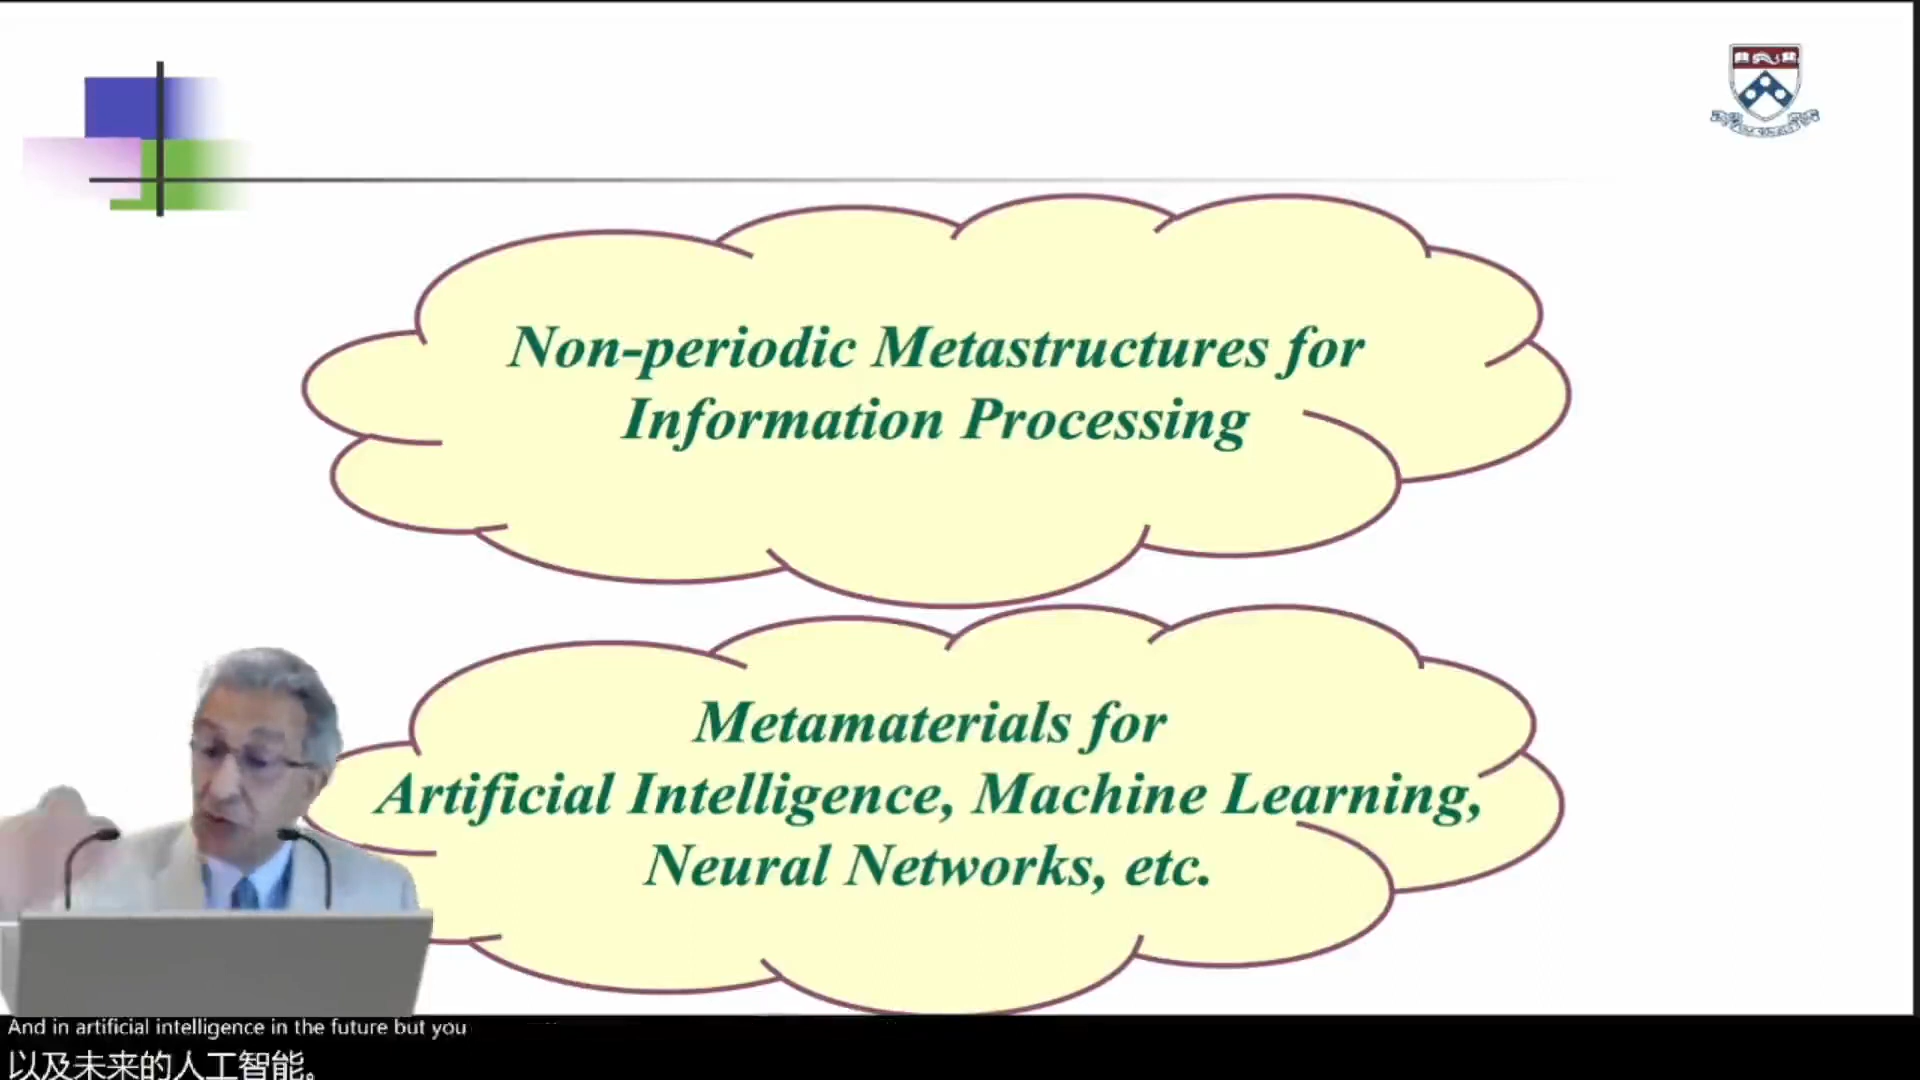 Non-periodic Metastructures for
Information Processing
Metamaterials for
Artificial Intelligence, Machine Learning,
Neural Networks, etc.
And in artificial intelligence in the future but you
以及未来的人工智能。